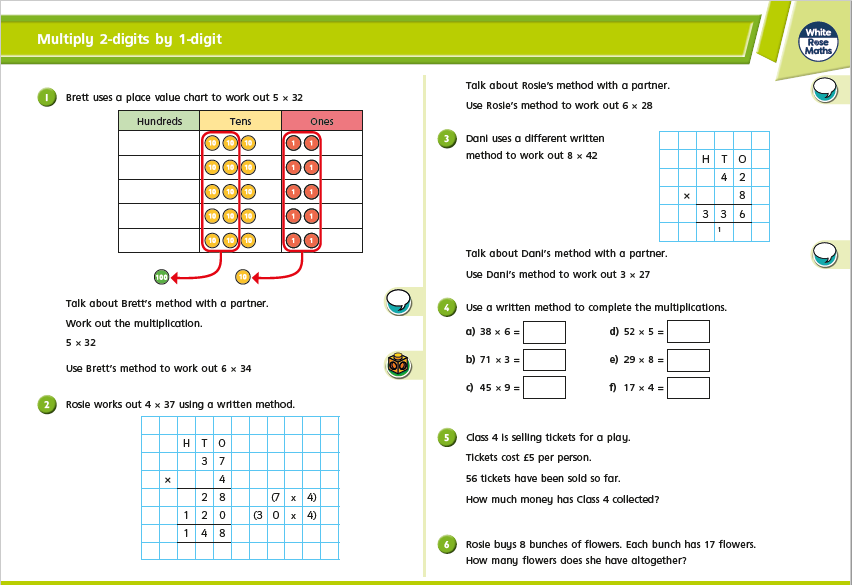 Multiply 2-digits by 1-digit
White
Rose
Maths
1 Brett uses a place value chart to work out 5 × 32
Hundreds Tens Ones
10 10 10 1 1
10 10 10 1 1
10 10 10 1 1
10 10 10 1 1
10 10 10 1 1
100 10
Talk about Brett's method with a partner.
Work out the multiplication.
5 × 32
Use Brett's method to work out 6 × 34
2 Rosie works out 4 × 37 using a written method.
H T O
3 7
× 4
2 8 (7 x 4)
1 2 0 (3 0 x 4)
1 4 8
Talk about Rosie's method with a partner.
Use Rosie's method to work out 6 × 28
3 Dani uses a different written
method to work out 8 × 42
H T O
4 2
× 8
3 3 6
1
Talk about Dani's method with a partner.
Use Dani's method to work out 3 × 27
4 Use a written method to complete the multiplications.
a) 38 × 6 = d) 52 × 5 =
b) 71 × 3 = e) 29 × 8 =
c) 45 × 9 = f) 17 × 4 =
5 Class 4 is selling tickets for a play.
Tickets cost £5 per person.
56 tickets have been sold so far.
How much money has Class 4 collected?
6 Rosie buys 8 bunches of flowers. Each bunch has 17 flowers.
How many flowers does she have altogether?